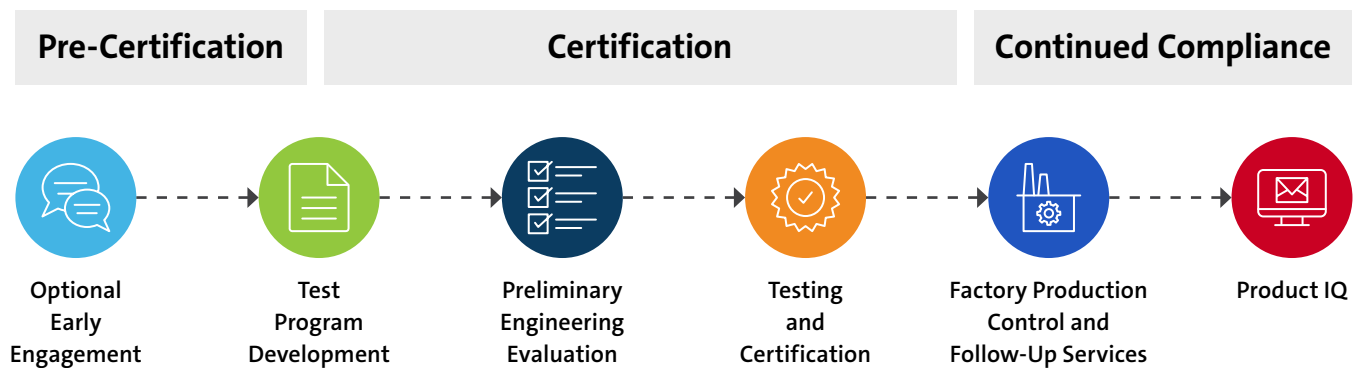 Pre-Certification
Certification
Continued Compliance
Optional
Early
Engagement
Test
Program
Development
Preliminary
Engineering
Evaluation
Testing
and
Certification
Factory Production
Control and
Follow-Up Services
Product IQ